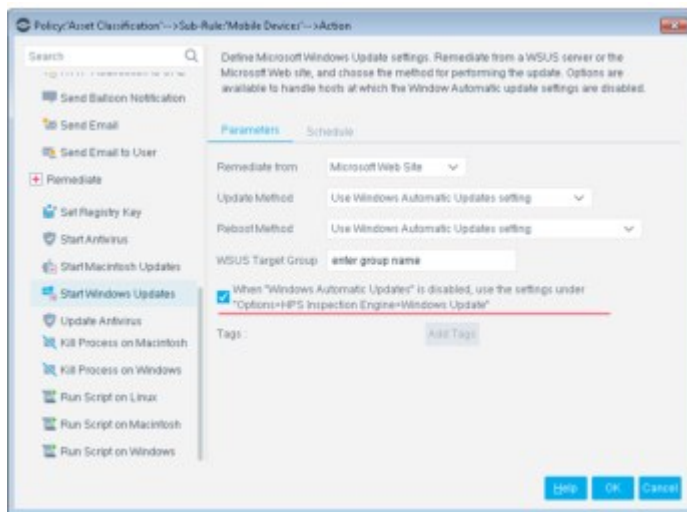 Policy:'Asset Classification'-->Sub-Rule:'Mobile Devices'-->Action
Search
Define Microsoft Windows Update settings. Remediate from a WSUS server or the
Microsoft Web site, and choose the method for performing the update. Options are
available to handle hosts at which the Window Automatic update settings are disabled.
Send Balloon Notification
Send Email
Send Email to User
Remediate
Set Registry Key
Start Antivirus
Start Macintosh Updates
Start Windows Updates
Update Antivirus
Kill Process on Macintosh
Kill Process on Windows
Run Script on Linux
Run Script on Macintosh
Run Script on Windows
Parameters
Schedule
Remediate from
Microsoft Web Site
Update Method
Use Windows Automatic Updates setting
Reboot Method
Use Windows Automatic Updates setting
WSUS Target Group
enter group name
When "Windows Automatic Updates" is disabled, use the settings under
"Options>HPS Inspection Engine>Windows Update"
Tags :
Add Tags
Help
OK
Cancel